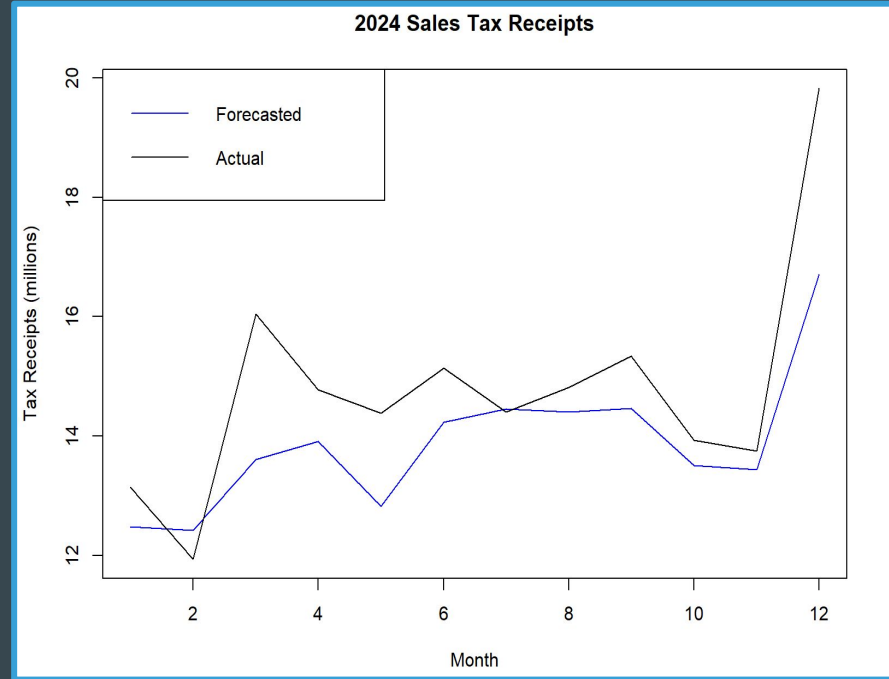 2024 Sales Tax Receipts
Forecasted
Actual
Tax Receipts (millions)
20
18
16
14
12
2 4 6 8 10 12
Month